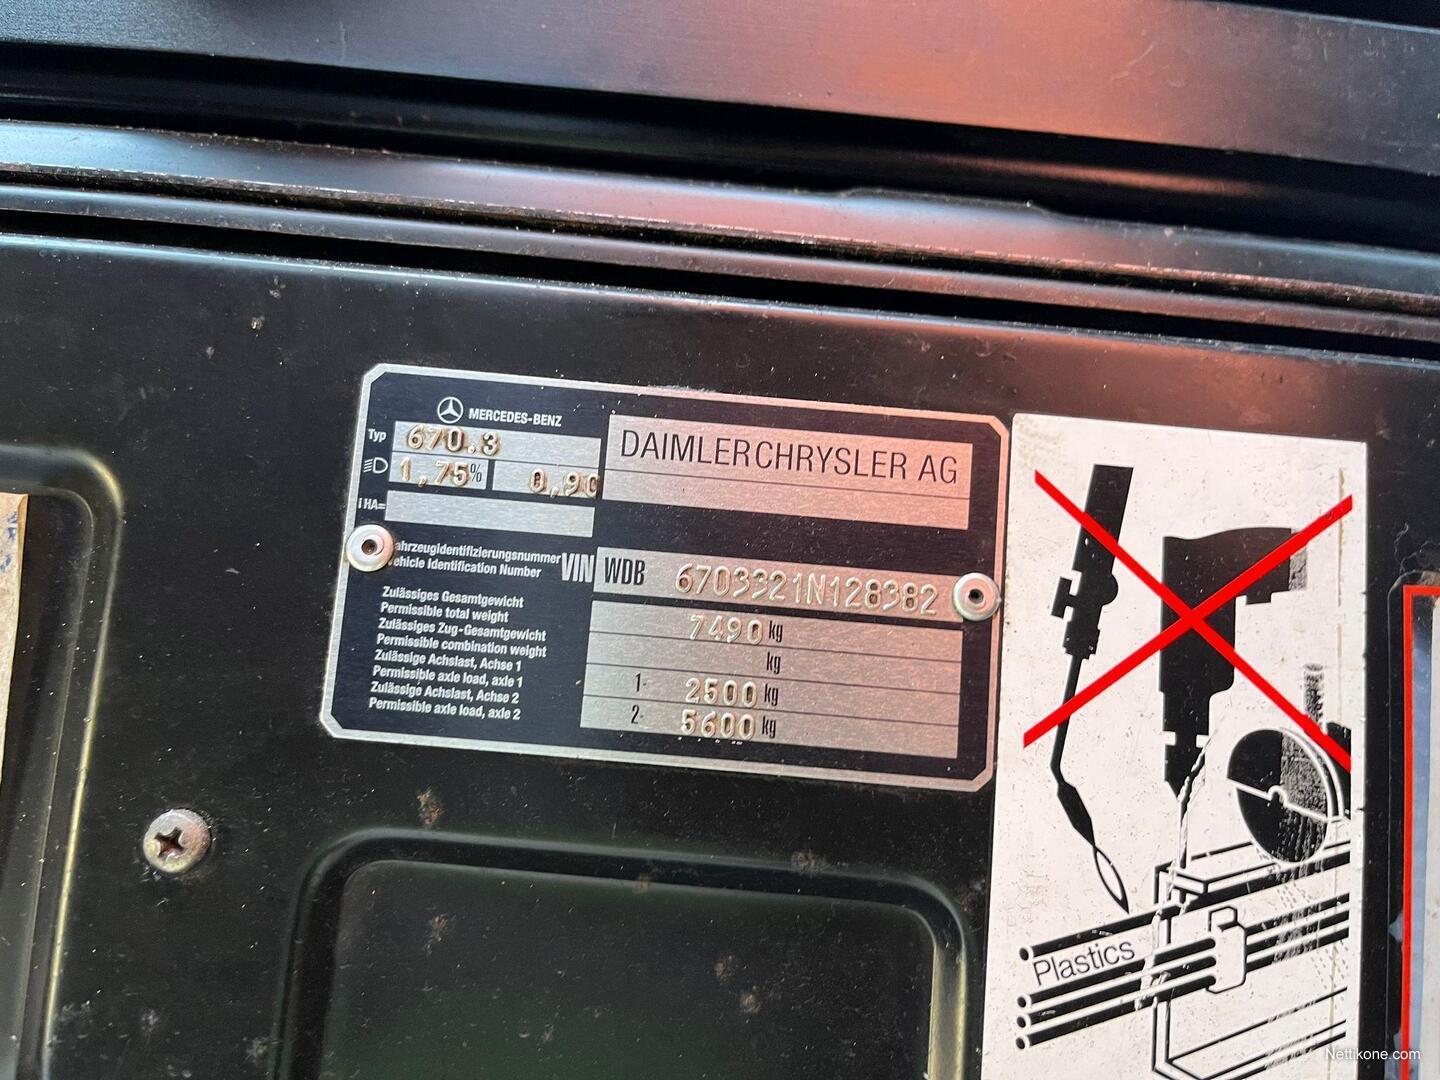 MERCEDES-BENZ
Typ 670.3
1,75% 0,90
DAIMLERCHRYSLER AG
i HA=
ahrzeugidentifizierungsnummer
ehicle Identification Number
VIN WDB 6703321N128382
Zulässiges Gesamtgewicht
Permissible total weight
7490 kg
Zulässiges Zug-Gesamtgewicht
Permissible combination weight
kg
Zulässige Achslast, Achse 1
Permissible axle load, axle 1
1- 2500 kg
Zulässige Achslast, Achse 2
Permissible axle load, axle 2
2- 5600 kg
Plastics
Nettikone.com